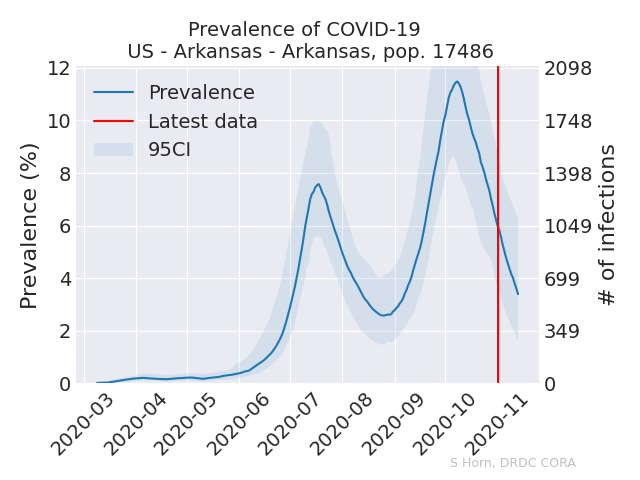 Prevalence of COVID-19
US - Arkansas - Arkansas, pop. 17486
Prevalence (%)
12
10
8
6
4
2
0
Prevalence
Latest data
95CI
2098
1748
1398
1049
699
349
0
# of infections
2020-03
2020-04
2020-05
2020-06
2020-07
2020-08
2020-09
2020-10
2020-11
S Horn, DRDC CORA